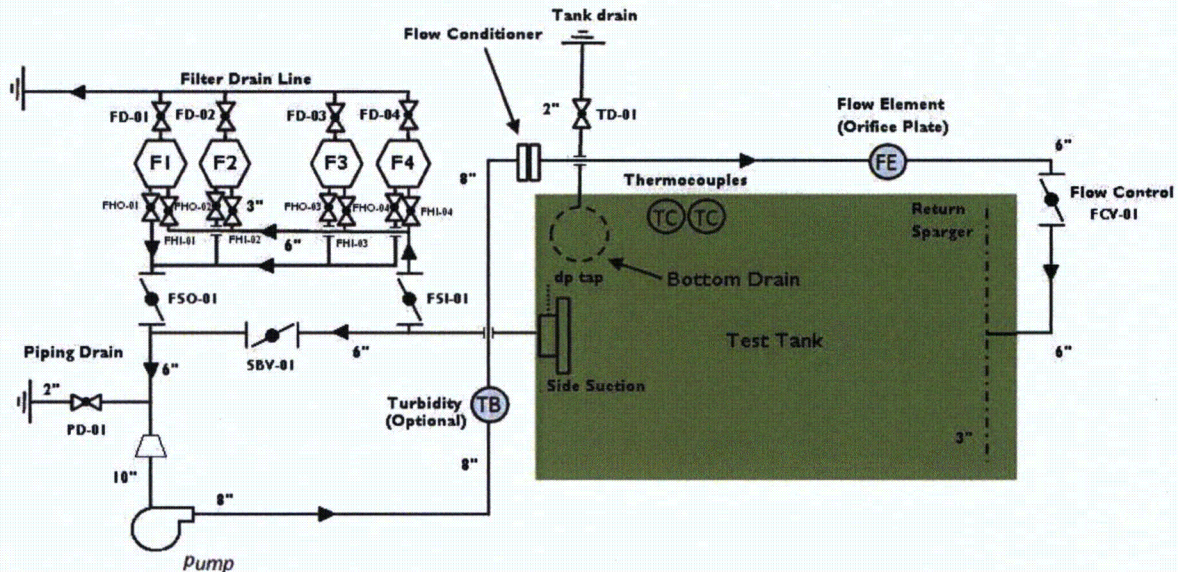 Tank drain
Flow Conditioner
Filter Drain Line
FD-01 FD-02 FD-03 FD-04
2" TD-01
Flow Element
(Orifice Plate)
F1 F2 F3 F4
FE
6"
8"
Thermocouples
TC TC
Flow Control
FCV-01
FHO-01 FHO-02 3" FHO-03 FHO-04 FHI-04
FHI-01 FHI-02 6" FHI-03
Return
Sparger
dp tap
Bottom Drain
FSO-01 FSI-01
Test Tank
6"
SBV-01
6"
Side Suction
Piping Drain
6"
2"
PD-01
Turbidity
(Optional)
TB
3"
10"
8"
8"
Pump